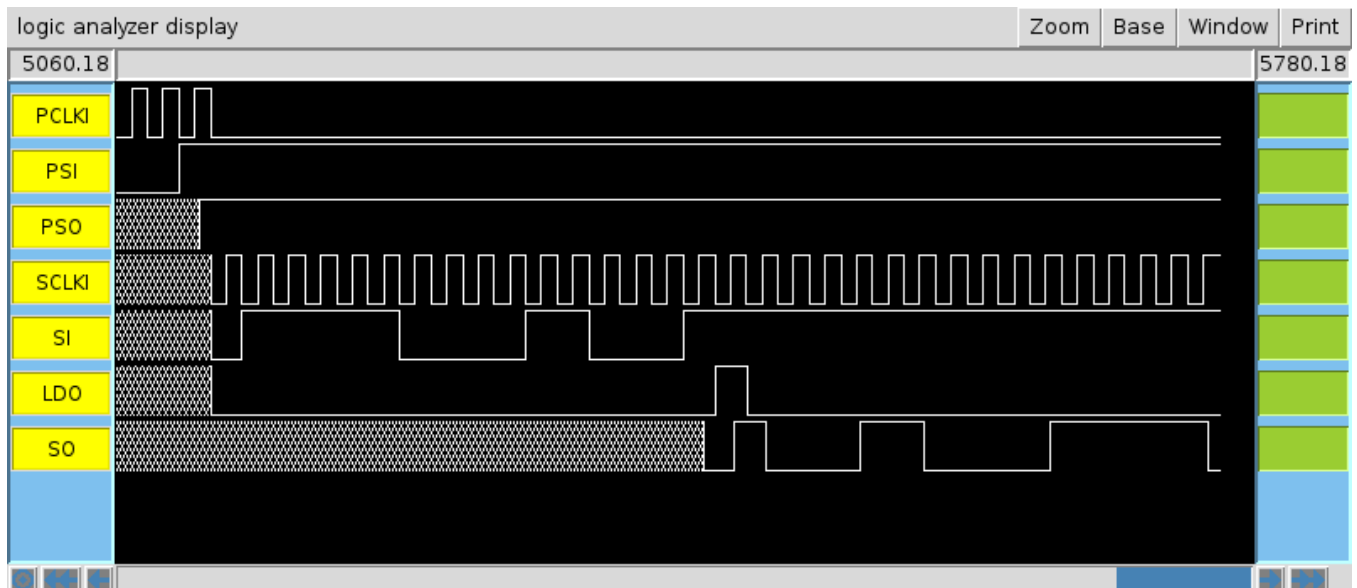 logic analyzer display Zoom Base Window Print
5060.18 5780.18
PCLKI
PSI
PSO
SCLKI
SI
LDO
SO